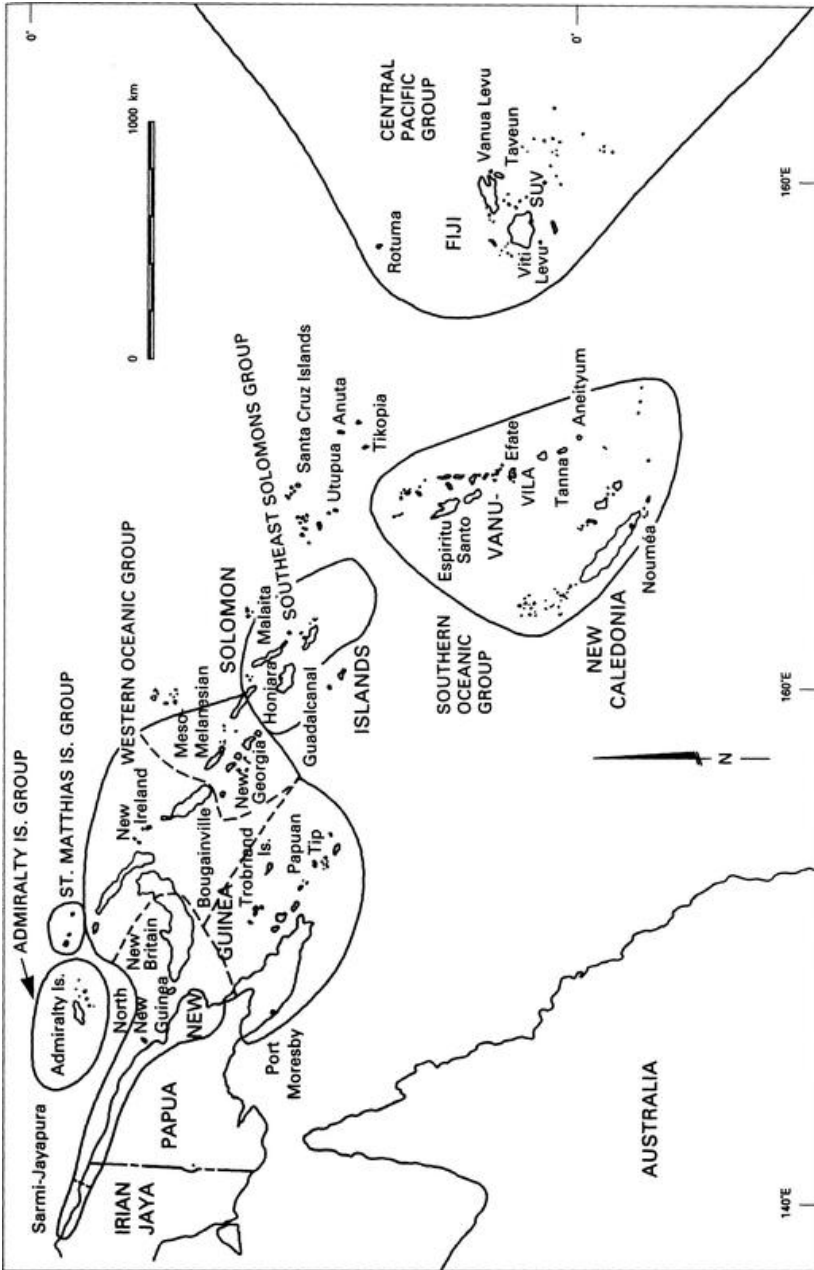 ADMIRALTY IS. GROUP
ST. MATTHIAS IS. GROUP
WESTERN OCEANIC GROUP
SOUTHEAST SOLOMONS GROUP
0°
0
1000 km
Sarmi-Jayapura
Admiralty Is.
North
New
Guinea
New
Britain
New
Ireland
Meso-
Melanesian
SOLOMON
Malaita
Santa Cruz Islands
Utupua
Anuta
Tikopia
Rotuma
CENTRAL
PACIFIC
GROUP
IRIAN
JAYA
PAPUA
NEW
GUINEA
Bougainville
Trobriand
Is.
Papuan
Tip
New
Georgia
Honiara
Guadalcanal
ISLANDS
Port
Moresby
FIJI
Vanua Levu
Taveun
SUV
Viti
Levu
SOUTHERN
OCEANIC
GROUP
Espiritu
Santo
VANU-
Efate
VILA
Tanna
Aneityum
NEW
CALEDONIA
Nouméa
AUSTRALIA
N
0°
140°E
160°E
160°E